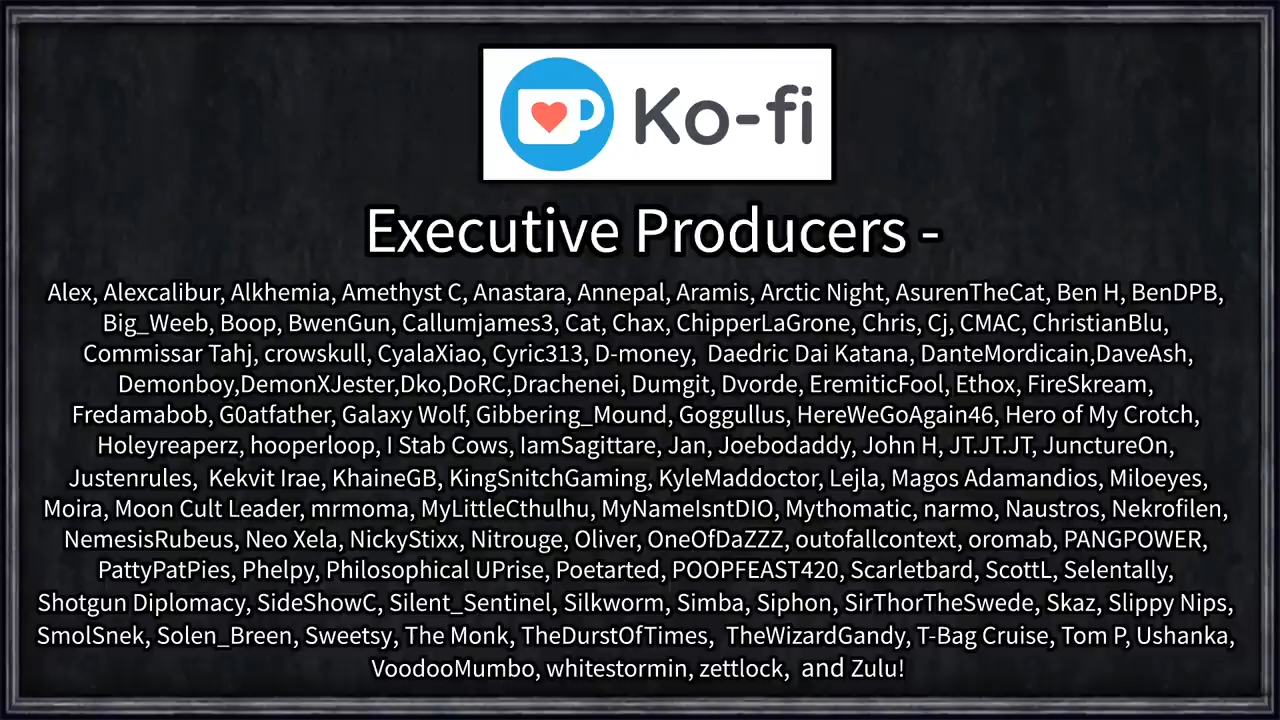 Ko-fi
Executive Producers -
Alex, Alexcalibur, Alkhemia, Amethyst C, Anastara, Annepal, Aramis, Arctic Night, AsurenTheCat, Ben H, BenDPB,
Big_Weeb, Boop, BwenGun, Callumjames3, Cat, Chax, ChipperLaGrone, Chris, Cj, CMAC, ChristianBlu,
Commissar Tahj, crowskull, CyalaXiao, Cyric313, D-money,  Daedric Dai Katana, DanteMordicain,DaveAsh,
Demonboy,DemonXJester,Dko,DoRC,Drachenei, Dumgit, Dvorde, EremiticFool, Ethox, FireSkream,
Fredamabob, G0atfather, Galaxy Wolf, Gibbering_Mound, Goggullus, HereWeGoAgain46, Hero of My Crotch,
Holeyreaperz, hooperloop, I Stab Cows, IamSagittare, Jan, Joebodaddy, John H, JT.JT.JT, JunctureOn,
Justenrules,  Kekvit Irae, KhaineGB, KingSnitchGaming, KyleMaddoctor, Lejla, Magos Adamandios, Miloeyes,
Moira, Moon Cult Leader, mrmoma, MyLittleCthulhu, MyNameIsntDIO, Mythomatic, narmo, Naustros, Nekrofilen,
NemesisRubeus, Neo Xela, NickyStixx, Nitrouge, Oliver, OneOfDaZZZ, outofallcontext, oromab, PANGPOWER,
PattyPatPies, Phelpy, Philosophical UPrise, Poetarted, POOPFEAST420, Scarletbard, ScottL, Selentally,
Shotgun Diplomacy, SideShowC, Silent_Sentinel, Silkworm, Simba, Siphon, SirThorTheSwede, Skaz, Slippy Nips,
SmolSnek, Solen_Breen, Sweetsy, The Monk, TheDurstOfTimes,  TheWizardGandy, T-Bag Cruise, Tom P, Ushanka,
VoodooMumbo, whitestormin, zettlock,  and Zulu!